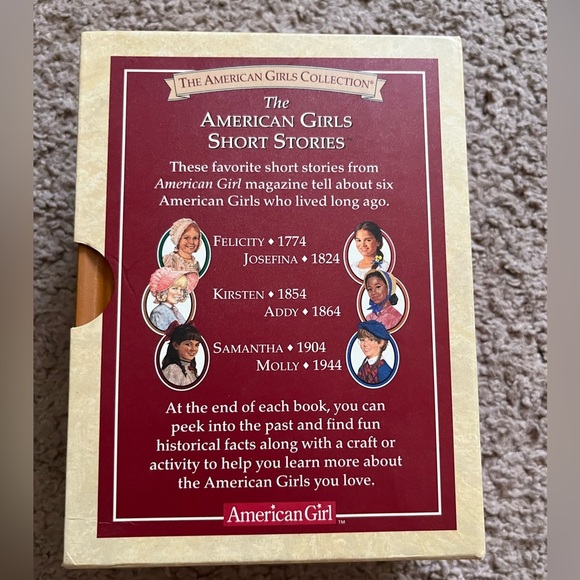 THE AMERICAN GIRLS COLLECTION®
The
AMERICAN GIRLS
SHORT STORIES
These favorite short stories from
American Girl magazine tell about six
American Girls who lived long ago.
FELICITY ♦ 1774
JOSEFINA ♦ 1824
KIRSTEN ♦ 1854
ADDY ♦ 1864
SAMANTHA ♦ 1904
MOLLY ♦ 1944
At the end of each book, you can
peek into the past and find fun
historical facts along with a craft or
activity to help you learn more about
the American Girls you love.
American Girl™